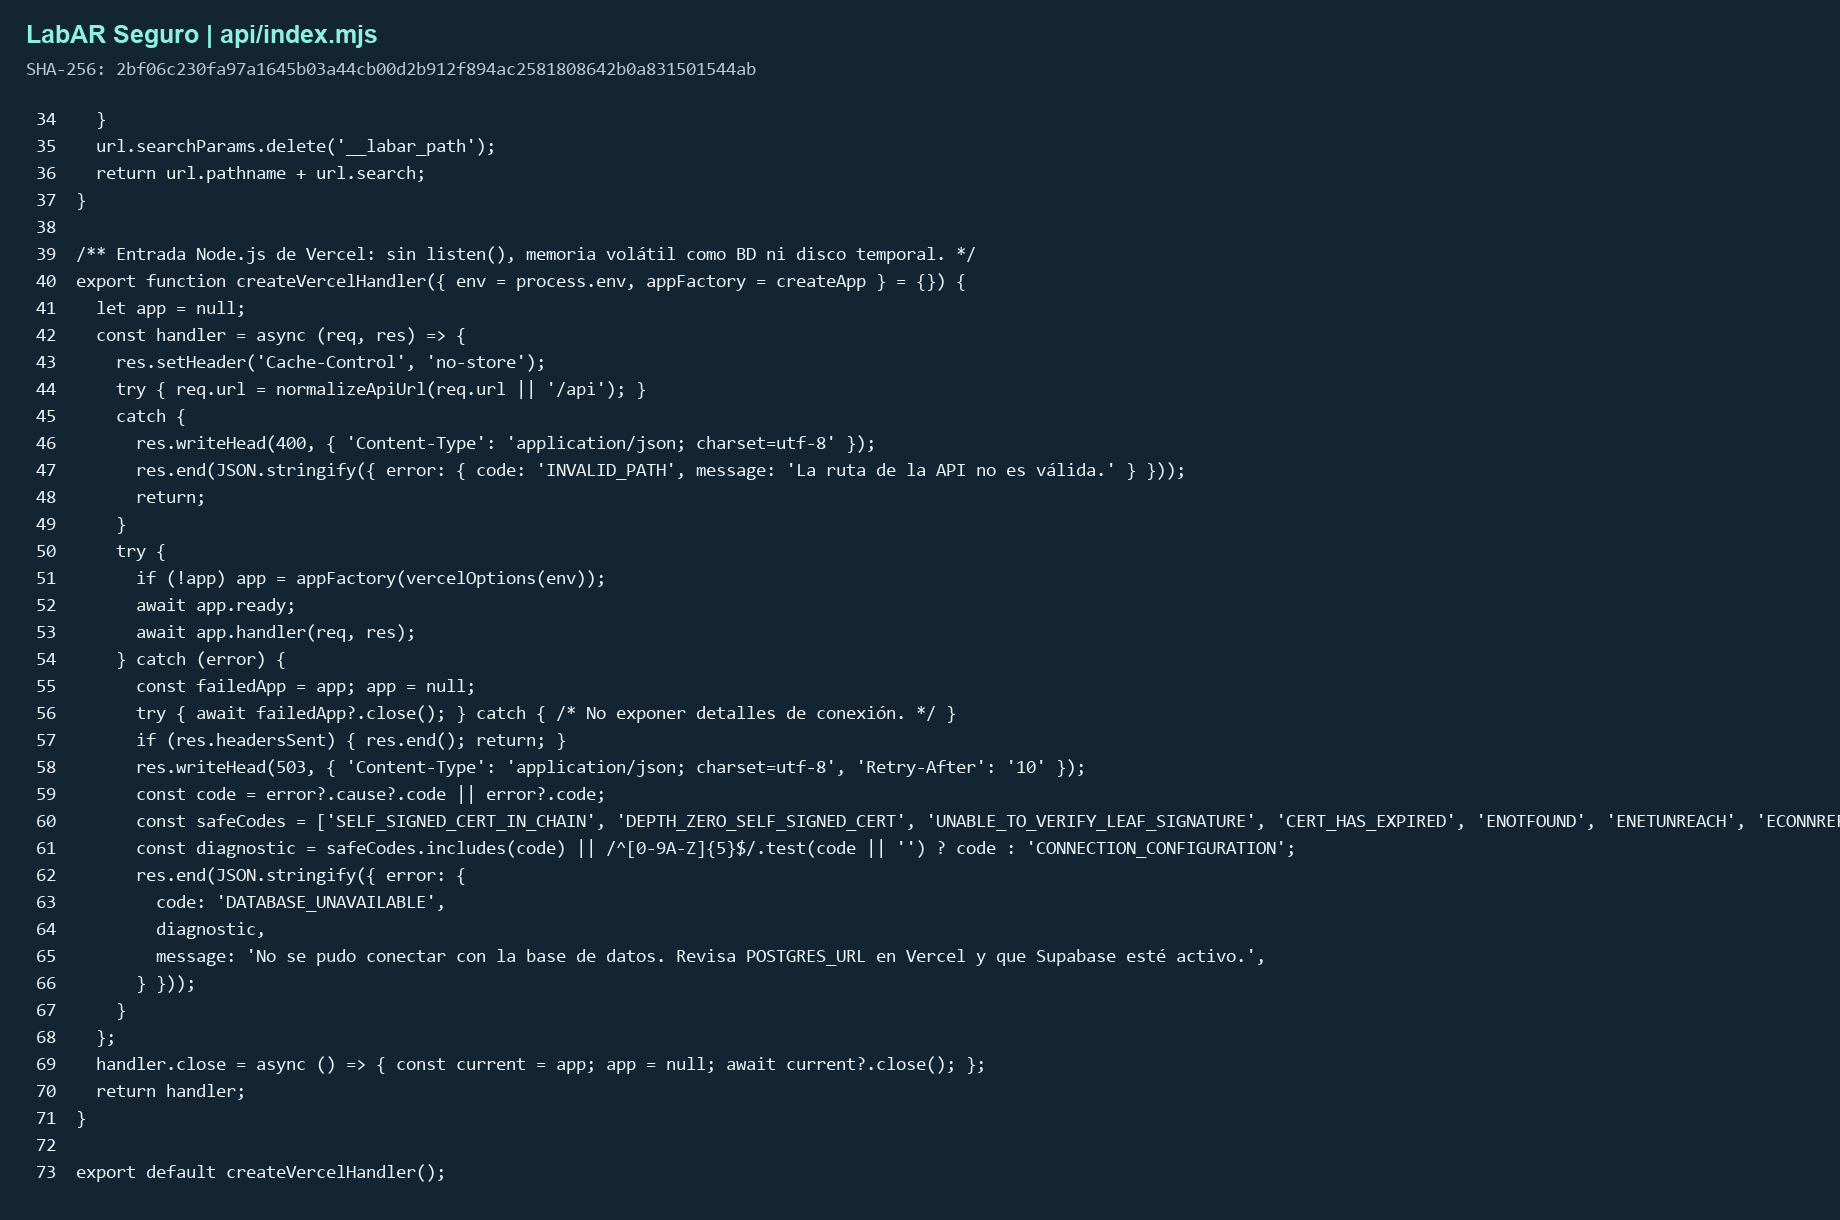 LabAR Seguro | api/index.mjs
SHA-256: 2bf06c230fa97a1645b03a44cb00d2b912f894ac2581808642b0a831501544ab
34    }
35    url.searchParams.delete('__labar_path');
36    return url.pathname + url.search;
37  }
38
39  /** Entrada Node.js de Vercel: sin listen(), memoria volátil como BD ni disco temporal. */
40  export function createVercelHandler({ env = process.env, appFactory = createApp } = {}) {
41    let app = null;
42    const handler = async (req, res) => {
43      res.setHeader('Cache-Control', 'no-store');
44      try { req.url = normalizeApiUrl(req.url || '/api'); }
45      catch {
46        res.writeHead(400, { 'Content-Type': 'application/json; charset=utf-8' });
47        res.end(JSON.stringify({ error: { code: 'INVALID_PATH', message: 'La ruta de la API no es válida.' } }));
48        return;
49      }
50      try {
51        if (!app) app = appFactory(vercelOptions(env));
52        await app.ready;
53        await app.handler(req, res);
54      } catch (error) {
55        const failedApp = app; app = null;
56        try { await failedApp?.close(); } catch { /* No exponer detalles de conexión. */ }
57        if (res.headersSent) { res.end(); return; }
58        res.writeHead(503, { 'Content-Type': 'application/json; charset=utf-8', 'Retry-After': '10' });
59        const code = error?.cause?.code || error?.code;
60        const safeCodes = ['SELF_SIGNED_CERT_IN_CHAIN', 'DEPTH_ZERO_SELF_SIGNED_CERT', 'UNABLE_TO_VERIFY_LEAF_SIGNATURE', 'CERT_HAS_EXPIRED', 'ENOTFOUND', 'ENETUNREACH',
61        const diagnostic = safeCodes.includes(code) || /^[0-9A-Z]{5}$/.test(code || '') ? code : 'CONNECTION_CONFIGURATION';
62        res.end(JSON.stringify({ error: {
63          code: 'DATABASE_UNAVAILABLE',
64          diagnostic,
65          message: 'No se pudo conectar con la base de datos. Revisa POSTGRES_URL en Vercel y que Supabase esté activo.',
66        } }));
67      }
68    };
69    handler.close = async () => { const current = app; app = null; await current?.close(); };
70    return handler;
71  }
72
73  export default createVercelHandler();